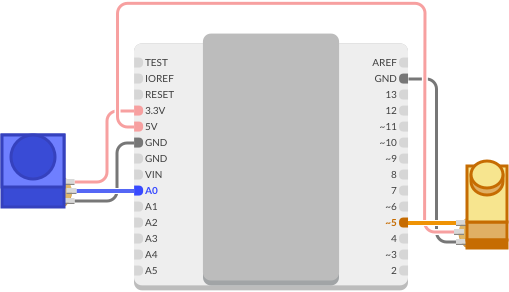 TEST
IOREF
RESET
3.3V
5V
GND
GND
VIN
A0
A1
A2
A3
A4
A5
AREF
GND
13
12
~11
~10
~9
8
7
~6
~5
4
~3
2